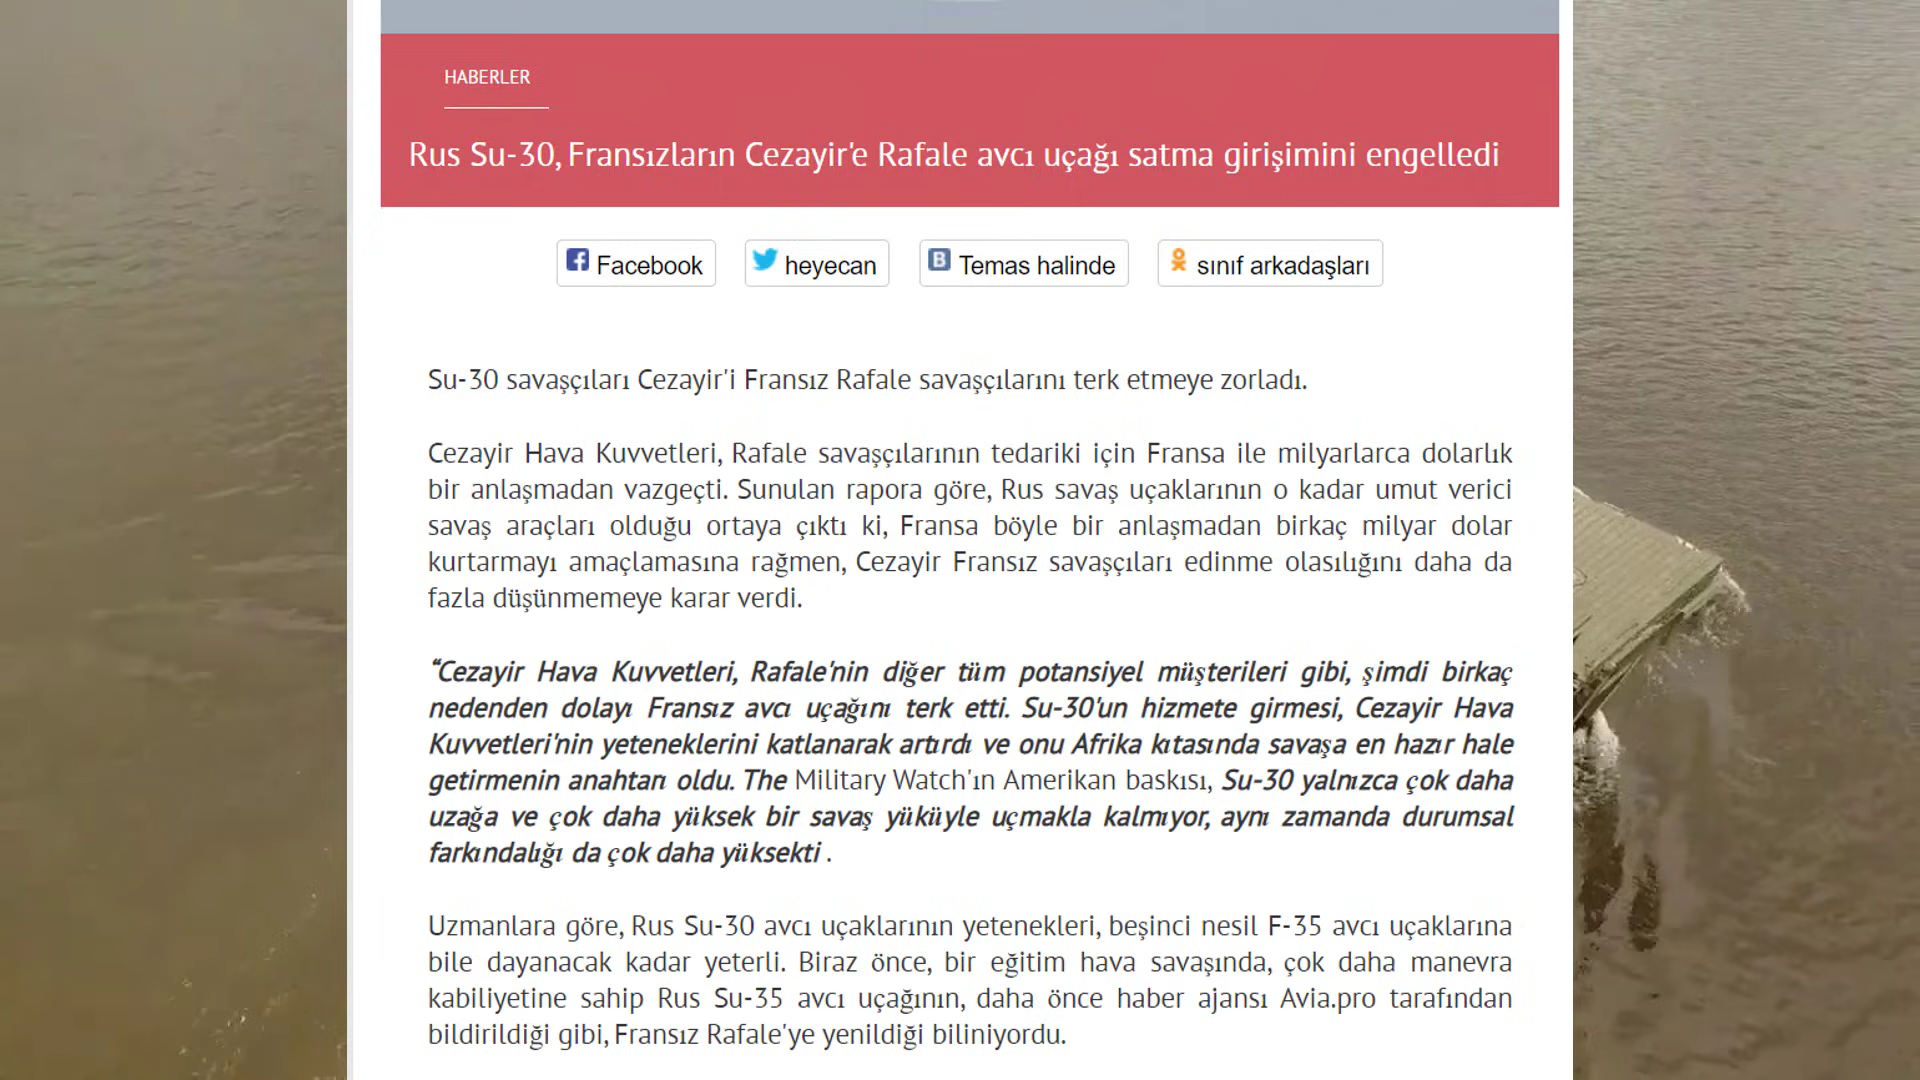 HABERLER
Rus Su-30, Fransızların Cezayir'e Rafale avcı uçağı satma girişimini engelledi
Facebook heyecan Temas halinde sınıf arkadaşları
Su-30 savaşçıları Cezayir'i Fransız Rafale savaşçılarını terk etmeye zorladı.
Cezayir Hava Kuvvetleri, Rafale savaşçılarının tedariki için Fransa ile milyarlarca dolarlık
bir anlaşmadan vazgeçti. Sunulan rapora göre, Rus savaş uçaklarının o kadar umut verici
savaş araçları olduğu ortaya çıktı ki, Fransa böyle bir anlaşmadan birkaç milyar dolar
kurtarmayı amaçlamasına rağmen, Cezayir Fransız savaşçıları edinme olasılığını daha da
fazla düşünmemeye karar verdi.
“Cezayir Hava Kuvvetleri, Rafale'nin diğer tüm potansiyel müşterileri gibi, şimdi birkaç
nedenden dolayı Fransız avcı uçağını terk etti. Su-30'un hizmete girmesi, Cezayir Hava
Kuvvetleri'nin yeteneklerini katlanarak artırdı ve onu Afrika kıtasında savaşa en hazır hale
getirmenin anahtarı oldu. The Military Watch'ın Amerikan baskısı, Su-30 yalnızca çok daha
uzağa ve çok daha yüksek bir savaş yüküyle uçmakla kalmıyor, aynı zamanda durumsal
farkındalığı da çok daha yüksekti .
Uzmanlara göre, Rus Su-30 avcı uçaklarının yetenekleri, beşinci nesil F-35 avcı uçaklarına
bile dayanacak kadar yeterli. Biraz önce, bir eğitim hava savaşında, çok daha manevra
kabiliyetine sahip Rus Su-35 avcı uçağının, daha önce haber ajansı Avia.pro tarafından
bildirildiği gibi, Fransız Rafale'ye yenildiği biliniyordu.